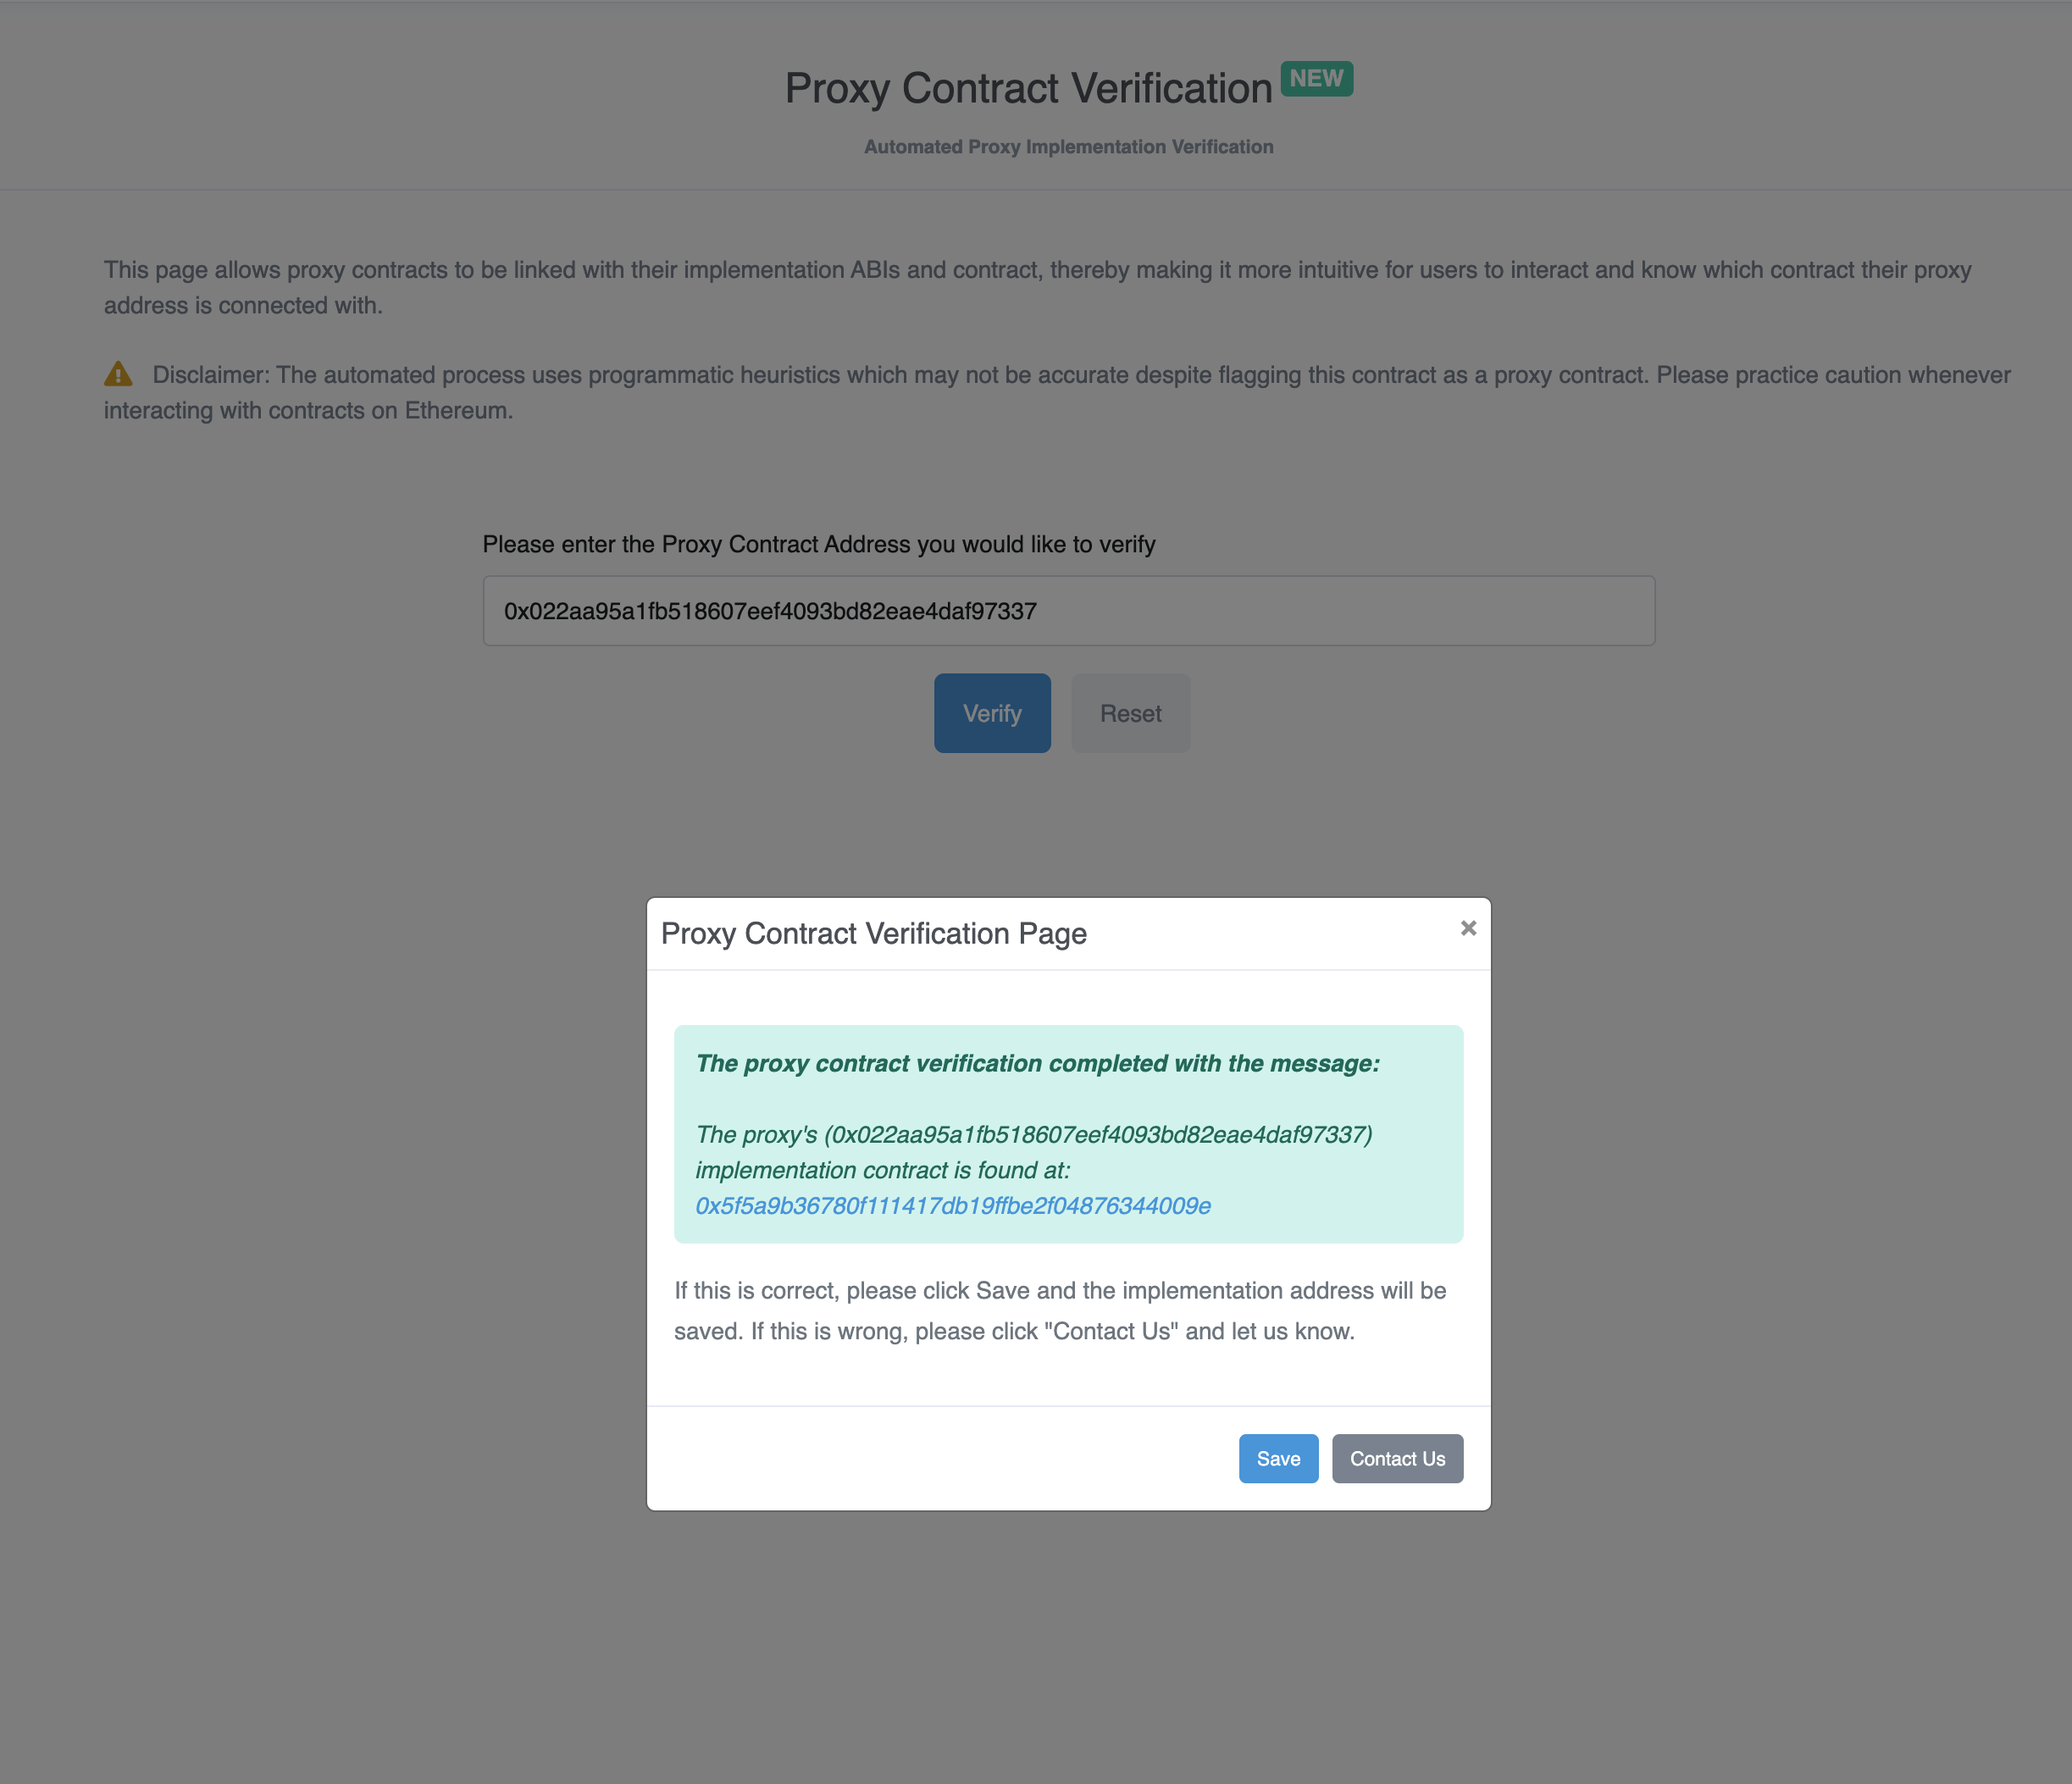 Proxy Contract Verification NEW
Automated Proxy Implementation Verification
This page allows proxy contracts to be linked with their implementation ABIs and contract, thereby making it more intuitive for users to interact and know which contract their proxy
address is connected with.
Disclaimer: The automated process uses programmatic heuristics which may not be accurate despite flagging this contract as a proxy contract. Please practice caution whenever
interacting with contracts on Ethereum.
Please enter the Proxy Contract Address you would like to verify
0x022aa95a1fb518607eef4093bd82eae4daf97337
Verify Reset
Proxy Contract Verification Page ×
The proxy contract verification completed with the message:
The proxy's (0x022aa95a1fb518607eef4093bd82eae4daf97337)
implementation contract is found at:
0x5f5a9b36780f111417db19ffbe2f04876344009e
If this is correct, please click Save and the implementation address will be
saved. If this is wrong, please click "Contact Us" and let us know.
Save Contact Us